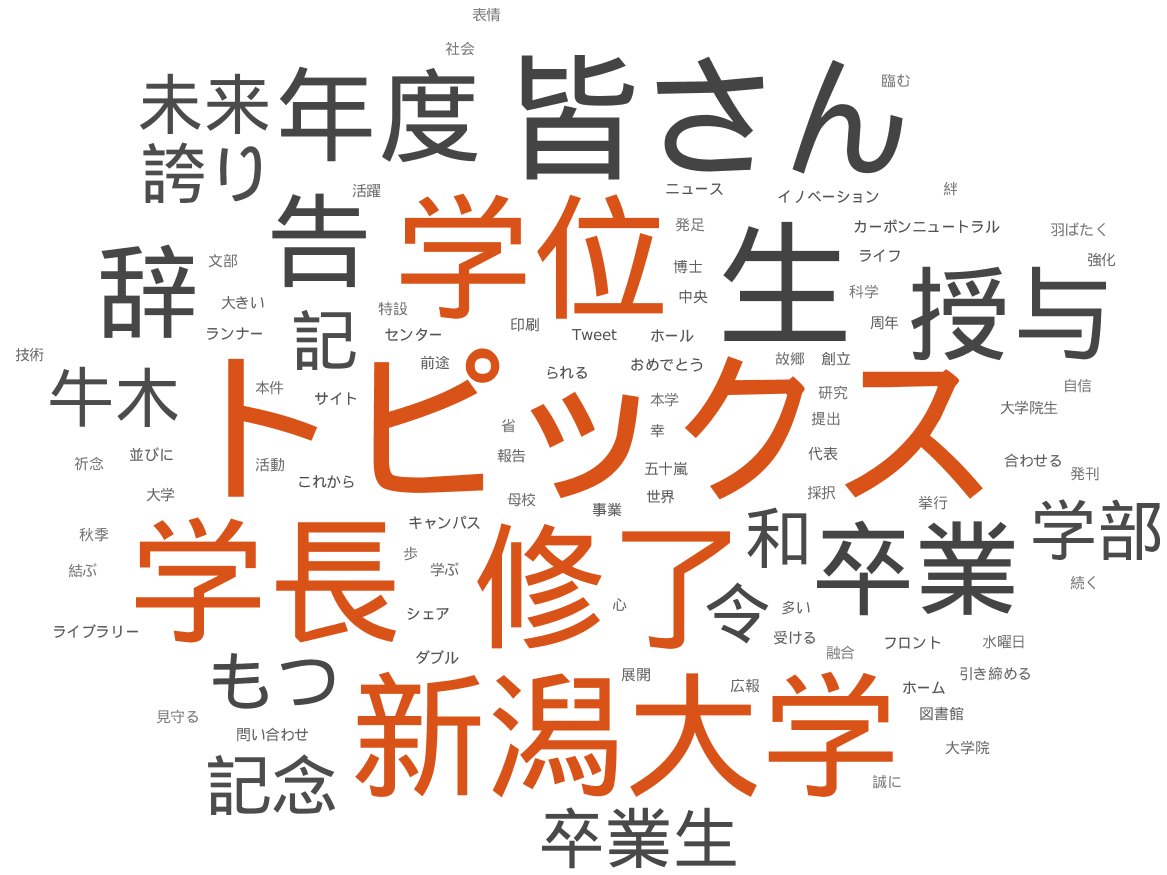 表情
社会
臨む
未来
年度
皆さん
誇り
活躍
ニュース
イノベーション
絆
告
学位
発足
生
カーボンニュートラル
羽ばたく
辞
文部
博士
ライフ
強化
大きい
特設
中央
科学
授与
記
ランナー
センター
印刷
Tweet
ホール
周年
技術
前途
られる
おめでとう
故郷
創立
牛木
本件
サイト
トピックス
本学
研究
自信
省
幸
提出
大学院生
祈念
並びに
活動
これから
報告
五十嵐
代表
合わせる
発刊
大学
母校
事業
世界
採択
挙行
秋季
学長
キャンパス
修了
和
卒業
学部
結ぶ
歩
学ぶ
続く
ライブラリー
シェア
心
令
多い
受ける
フロント
水曜日
もつ
ダブル
融合
見守る
新潟大学
展開
広報
ホーム
引き締める
図書館
問い合わせ
大学院
記念
誠に
卒業生